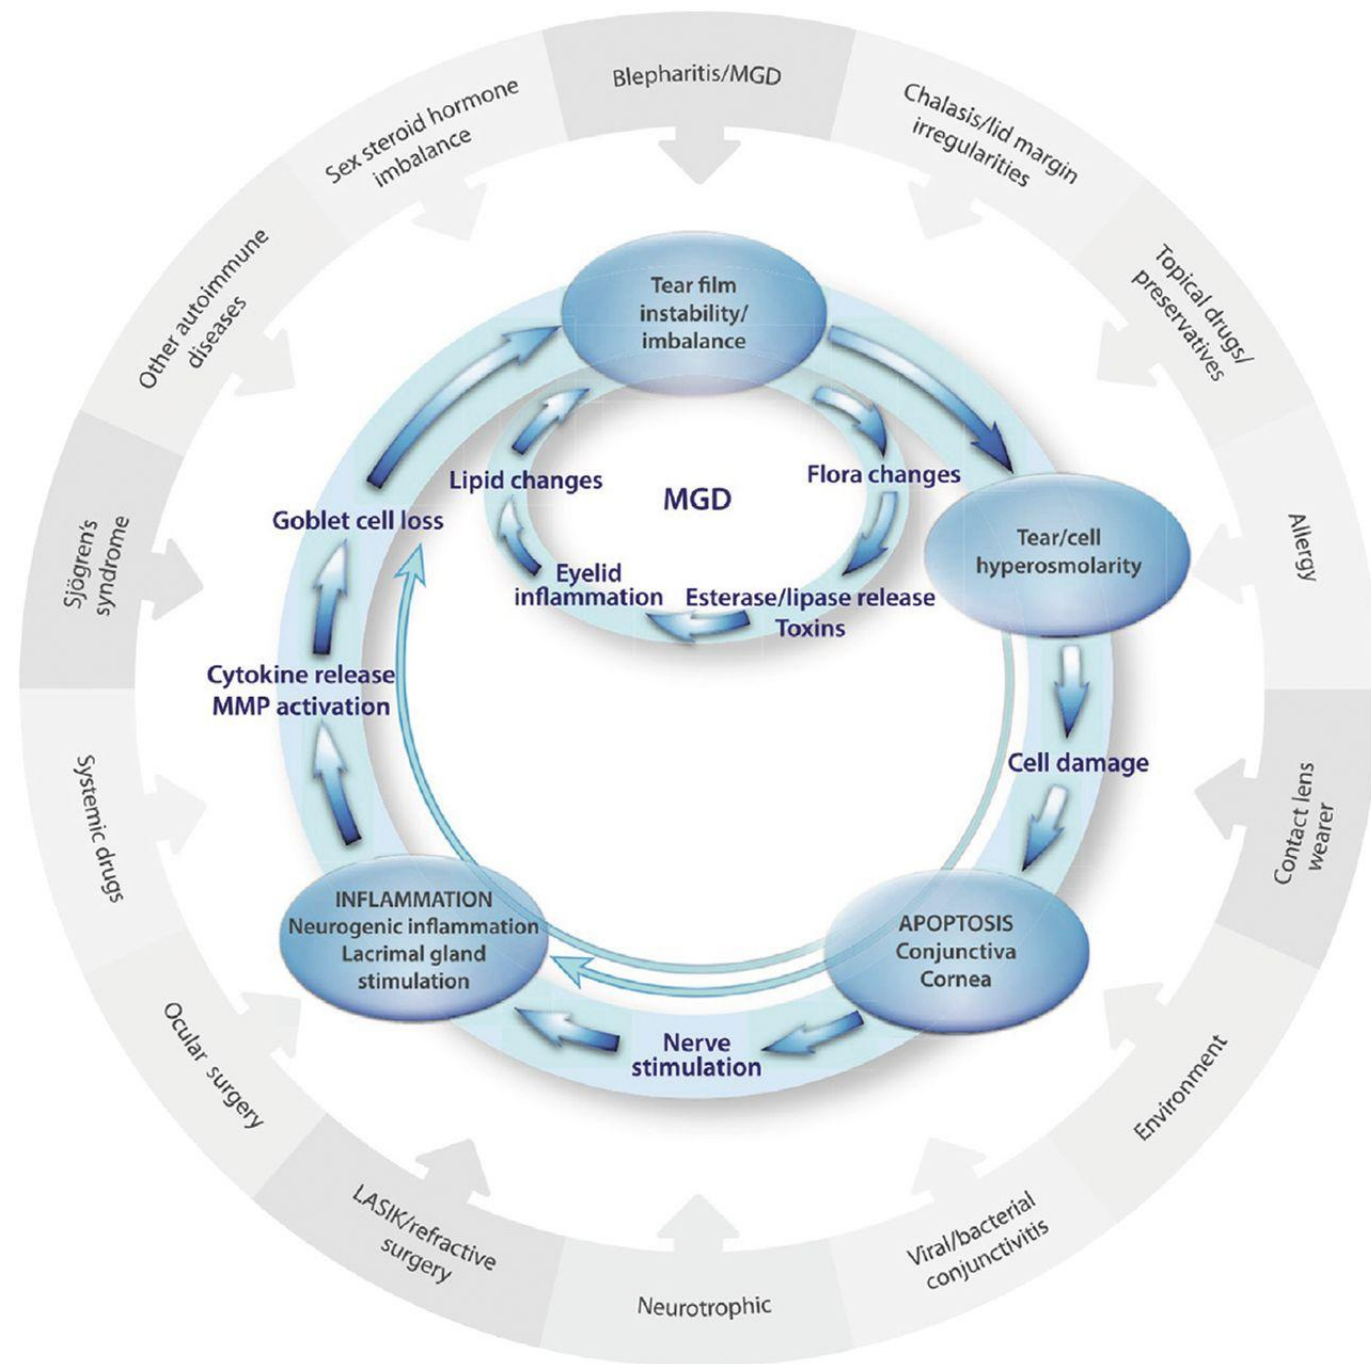 Blepharitis/MGD
Chalasis/lid margin
irregularities
Topical drugs/
preservatives
Allergy
Contact lens
wearer
Environment
Viral/bacterial
conjunctivitis
Neurotrophic
LASIK/refractive
surgery
Ocular surgery
Systemic drugs
Sjögren's
syndrome
Other autoimmune
diseases
Sex steroid hormone
imbalance
Tear film
instability/
imbalance
Tear/cell
hyperosmolarity
Cell damage
APOPTOSIS
Conjunctiva
Cornea
Nerve
stimulation
INFLAMMATION
Neurogenic inflammation
Lacrimal gland
stimulation
Cytokine release
MMP activation
Goblet cell loss
MGD
Flora changes
Esterase/lipase release
Toxins
Eyelid
inflammation
Lipid changes